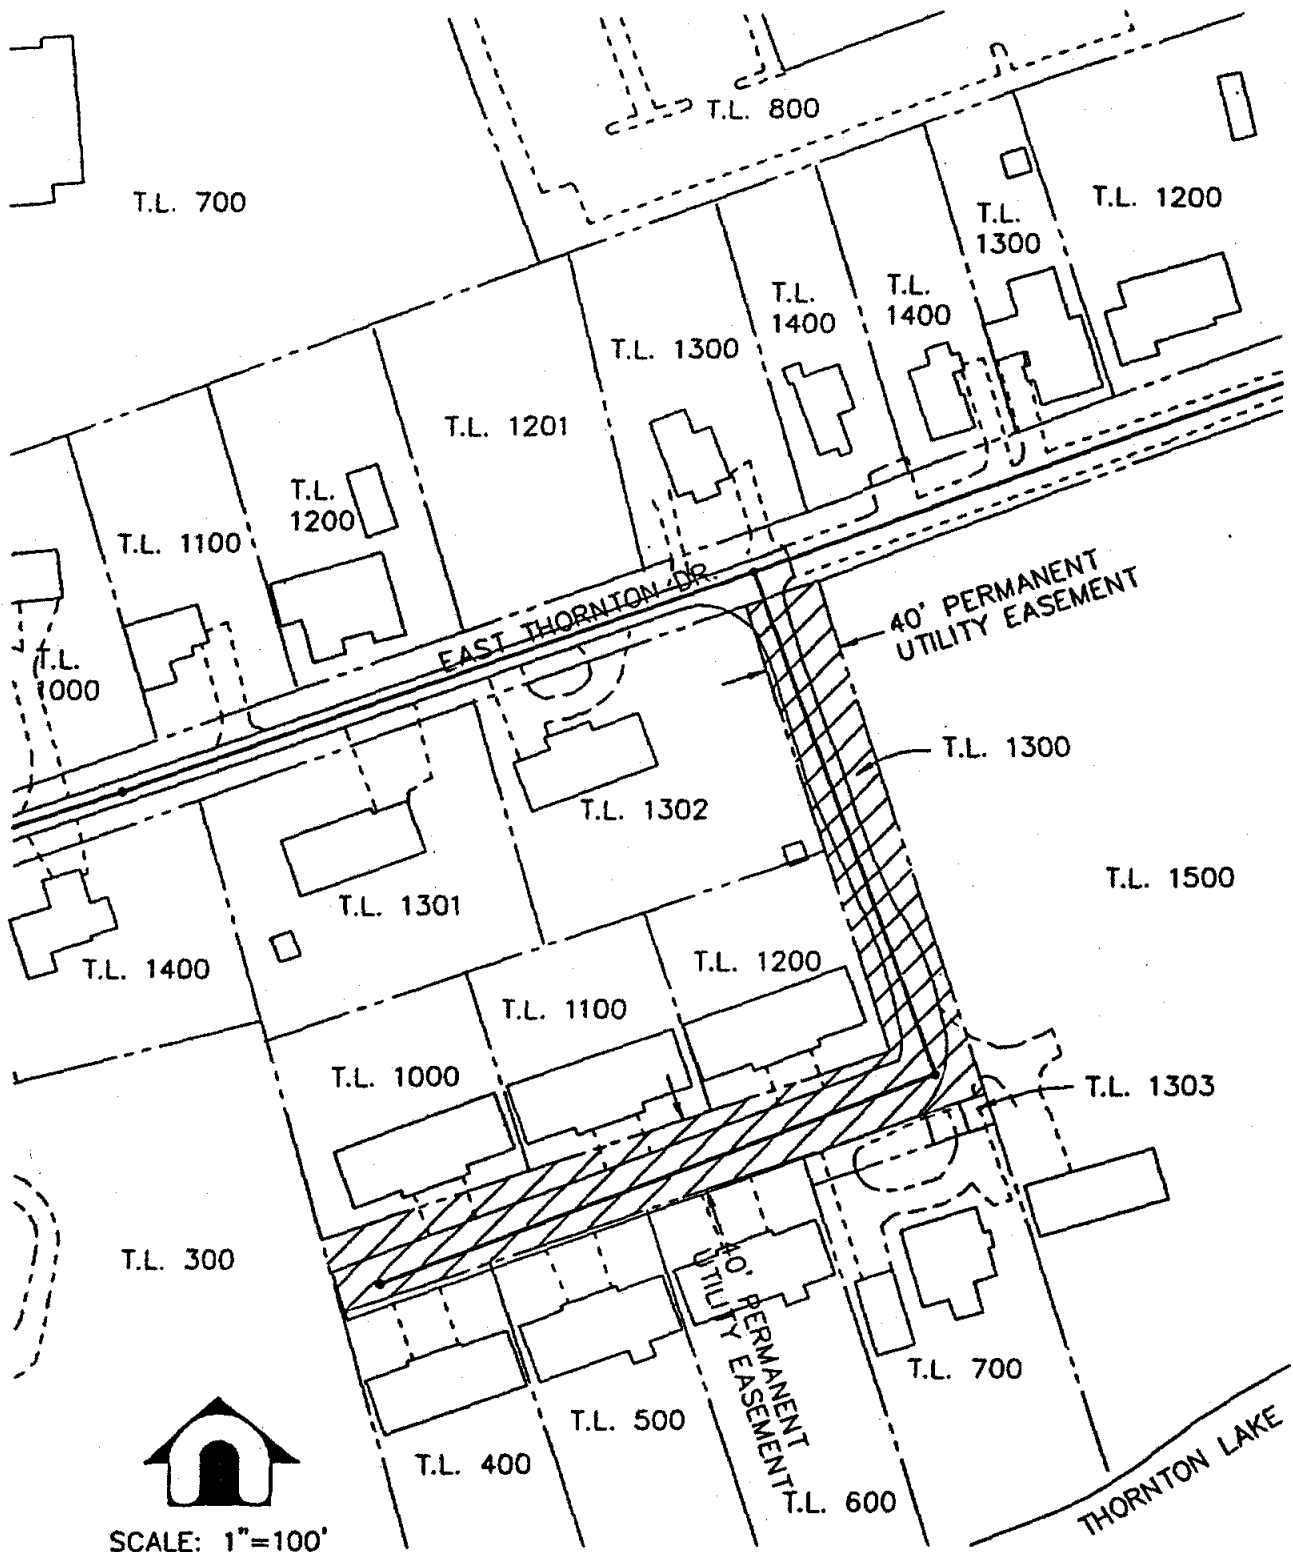 T.L. 800
T.L. 700
T.L. 1200
T.L.
1300
T.L.
1400
T.L.
1400
T.L. 1300
T.L. 1201
T.L.
1200
T.L. 1100
T.L.
1000
EAST THORNTON DR.
40' PERMANENT
UTILITY EASEMENT
T.L. 1300
T.L. 1302
T.L. 1301
T.L. 1500
T.L. 1400
T.L. 1200
T.L. 1100
T.L. 1000
T.L. 1303
T.L. 300
40' PERMANENT
UTILITY EASEMENT
T.L. 700
T.L. 500
T.L. 400
T.L. 600
THORNTON LAKE
SCALE: 1"=100'